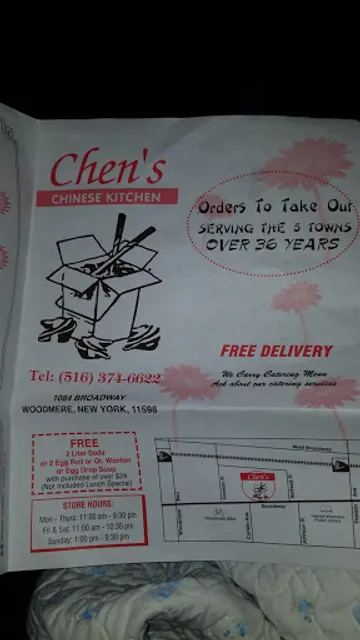 Chen's
CHINESE KITCHEN
Orders To Take Out
SERVING THE 5 TOWNS
OVER 36 YEARS
FREE DELIVERY
We Carry Catering Menu
Ask about our catering services
Tel: (516) 374-6622
1084 BROADWAY
WOODMERE, NEW YORK, 11598
FREE
2 Liter Soda
or 2 Egg Roll or Qt. Wonton
or Egg Drop Soup
with purchase of over $24
(Not Included Lunch Special)
STORE HOURS:
Mon - Thurs: 11:30 am - 9:30 pm
Fri & Sat: 11:00 am - 10:30 pm
Sunday: 1:00 pm - 9:30 pm
West Broadway
Chen's
Broadway